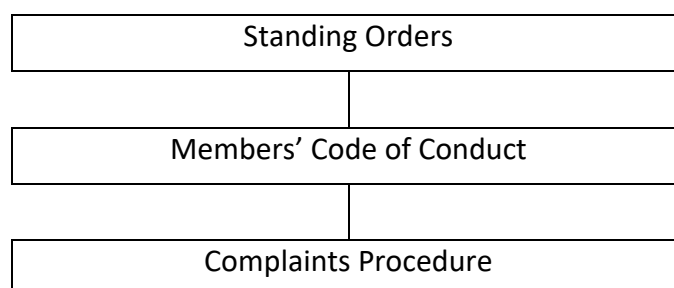 Standing Orders
Members’ Code of Conduct
Complaints Procedure